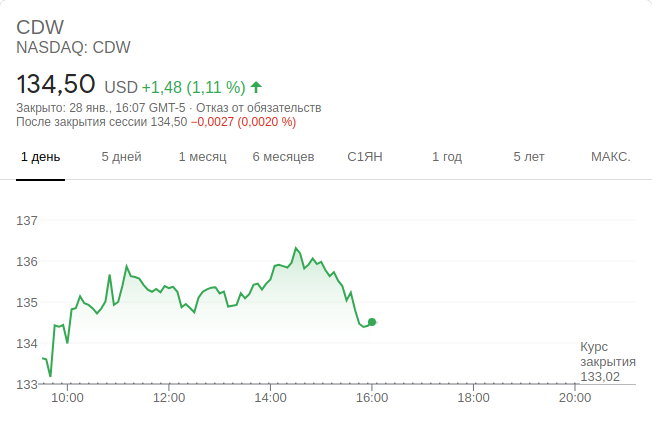 CDW
NASDAQ: CDW
134,50 USD +1,48 (1,11 %)
Закрыто: 28 янв., 16:07 GMT-5 · Отказ от обязательств
После закрытия сессии 134,50 −0,0027 (0,0020 %)
1 день 5 дней 1 месяц 6 месяцев С1ЯН 1 год 5 лет МАКС.
137
136
135
134
133
Курс
закрытия
133,02
10:00 12:00 14:00 16:00 18:00 20:00